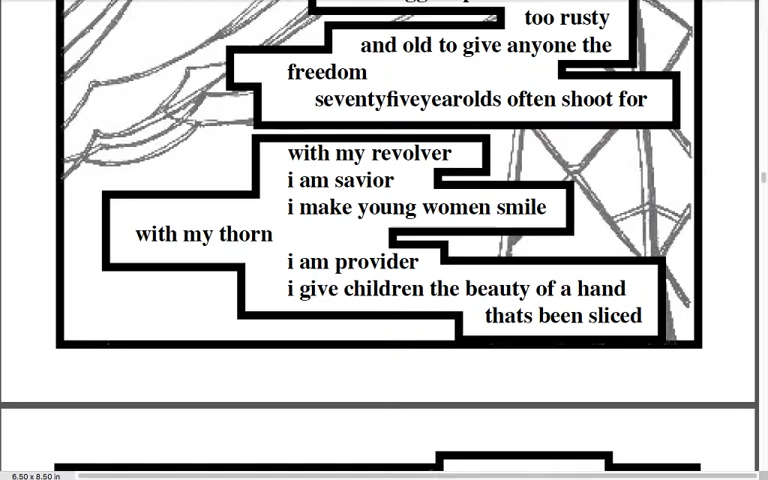 too rusty
and old to give anyone the
freedom
seventyfiveyearolds often shoot for
with my revolver
i am savior
i make young women smile
with my thorn
i am provider
i give children the beauty of a hand
thats been sliced
6.50 x 8.50 in